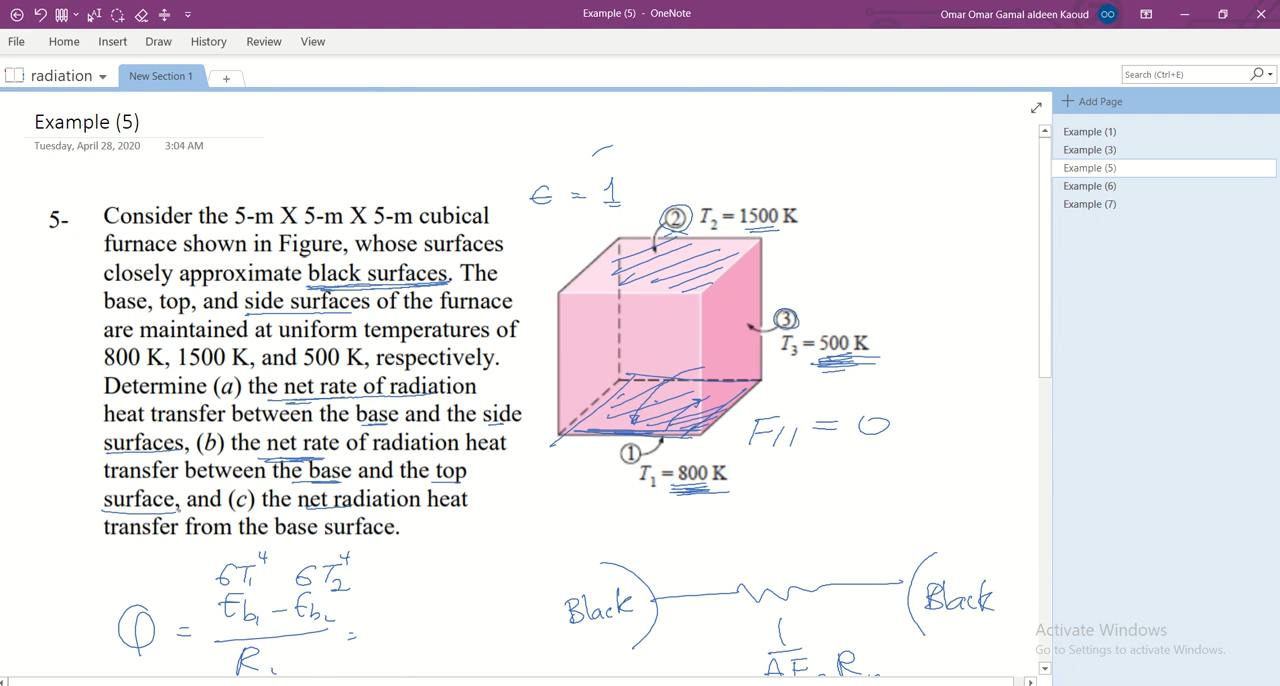 Example (5) - OneNote
Omar Omar Gamal aldeen Kaoud OO
File Home Insert Draw History Review View
radiation New Section 1 +
Search (Ctrl+E)
Add Page
Example (1)
Example (3)
Example (5)
Example (6)
Example (7)
Example (5)
Tuesday, April 28, 2020 3:04 AM
5- Consider the 5-m X 5-m X 5-m cubical
furnace shown in Figure, whose surfaces
closely approximate black surfaces. The
base, top, and side surfaces of the furnace
are maintained at uniform temperatures of
800 K, 1500 K, and 500 K, respectively.
Determine (a) the net rate of radiation
heat transfer between the base and the side
surfaces, (b) the net rate of radiation heat
transfer between the base and the top
surface, and (c) the net radiation heat
transfer from the base surface.
ϵ = 1
② T₂ = 1500 K
③
T₃ = 500 K
F11 = 0
①
T₁ = 800 K
σT₁⁴ σT₂⁴
Q = Eb₁ - Eb₂ =
R₁
Black Black
1
Activate Windows
Go to Settings to activate Windows.